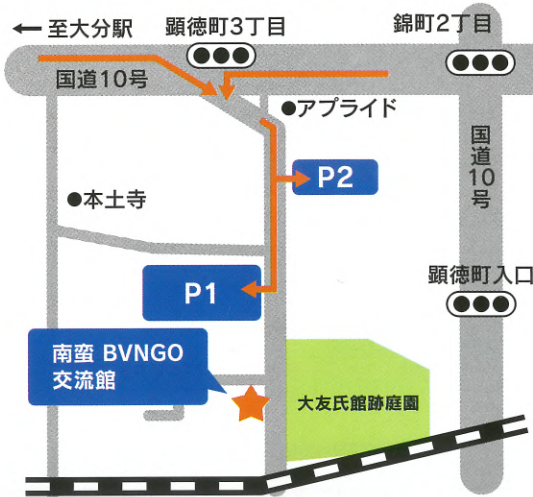 ← 至大分駅
顕徳町3丁目
錦町2丁目
国道10号
●アプライド
国道10号
P2
●本土寺
顕徳町入口
P1
南蛮 BVNGO
交流館
大友氏館跡庭園